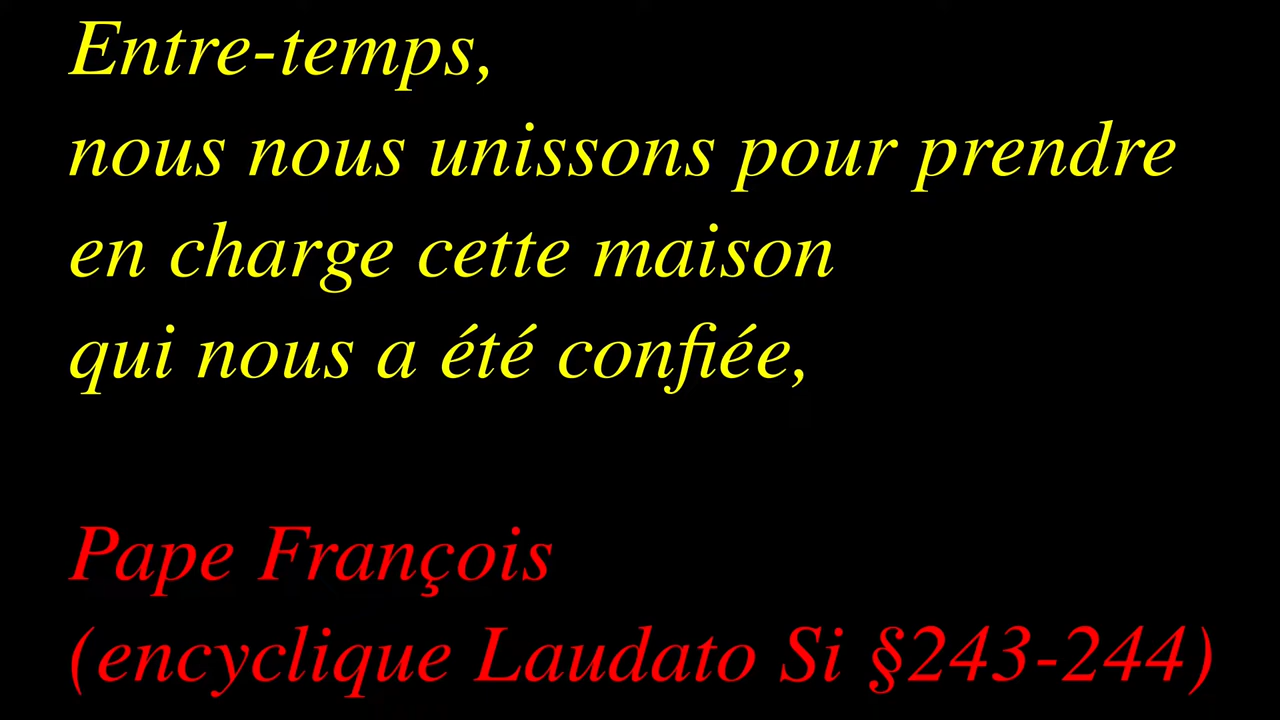 Entre-temps,
nous nous unissons pour prendre
en charge cette maison
qui nous a été confiée,
Pape François
(encyclique Laudato Si §243-244)